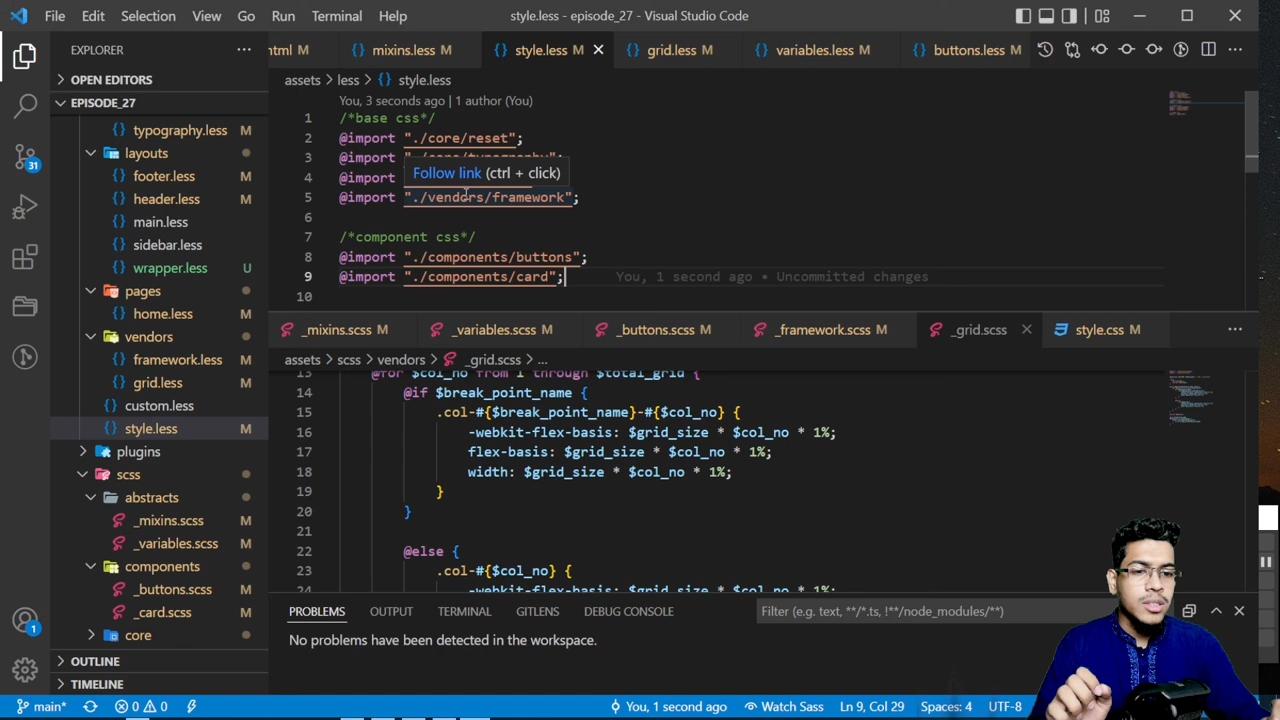 File Edit Selection View Go Run Terminal Help
style.less - episode_27 - Visual Studio Code
EXPLORER
OPEN EDITORS
EPISODE_27
typography.less M
layouts
footer.less M
header.less M
main.less
sidebar.less
wrapper.less U
pages
home.less M
vendors
framework.less M
grid.less M
custom.less
style.less M
plugins
scss
abstracts
_mixins.scss M
_variables.scss M
components
_buttons.scss M
_card.scss M
core
OUTLINE
TIMELINE
31
1
html M mixins.less M style.less M grid.less M variables.less M buttons.less M
assets > less > style.less
You, 3 seconds ago | 1 author (You)
1 /*base css*/
2 @import "./core/reset";
3 @import
4 @import
Follow link (ctrl + click)
5 @import "./vendors/framework";
6
7 /*component css*/
8 @import "./components/buttons";
9 @import "./components/card"; You, 1 second ago • Uncommitted changes
10
_mixins.scss M _variables.scss M _buttons.scss M _framework.scss M _grid.scss style.css M
assets > scss > vendors > _grid.scss > ...
13 @for $col_no from 1 through $total_grid {
14 @if $break_point_name {
15 .col-#{$break_point_name}-#{$col_no} {
16 -webkit-flex-basis: $grid_size * $col_no * 1%;
17 flex-basis: $grid_size * $col_no * 1%;
18 width: $grid_size * $col_no * 1%;
19 }
20 }
21
22 @else {
23 .col-#{$col_no} {
24 -webkit-flex-basis: $grid_size * $col_no * 1%;
PROBLEMS OUTPUT TERMINAL GITLENS DEBUG CONSOLE
Filter (e.g. text, **/*.ts, !**/node_modules/**)
No problems have been detected in the workspace.
main* 0 0 You, 1 second ago Watch Sass Ln 9, Col 29 Spaces: 4 UTF-8